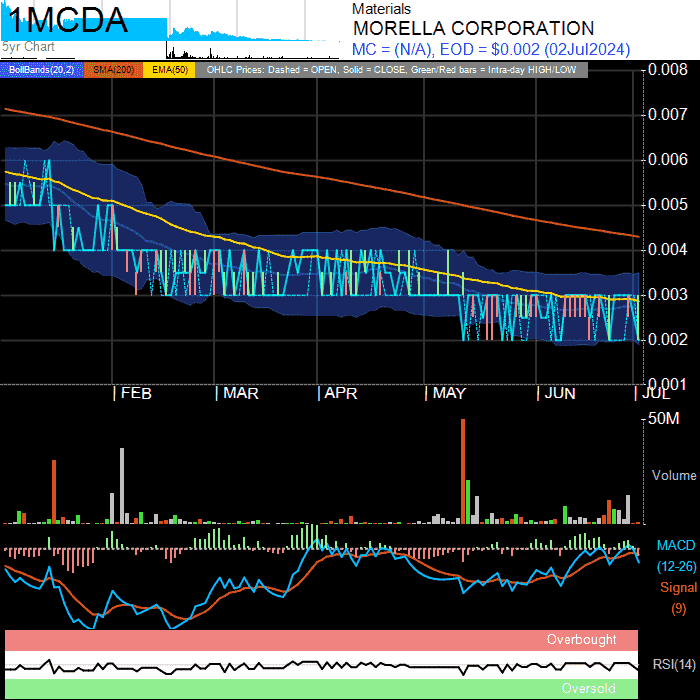 1MCDA
5yr Chart
Materials
MORELLA CORPORATION
MC = (N/A), EOD = $0.002 (02Jul2024)
BollBands(20,2) SMA(200) EMA(50) OHLC Prices: Dashed = OPEN, Solid = CLOSE, Green/Red bars = Intra-day HIGH/LOW
0.008
0.007
0.006
0.005
0.004
0.003
0.002
0.001
FEB MAR APR MAY JUN JUL
50M
Volume
MACD
(12-26)
Signal
(9)
Overbought
RSI(14)
Oversold